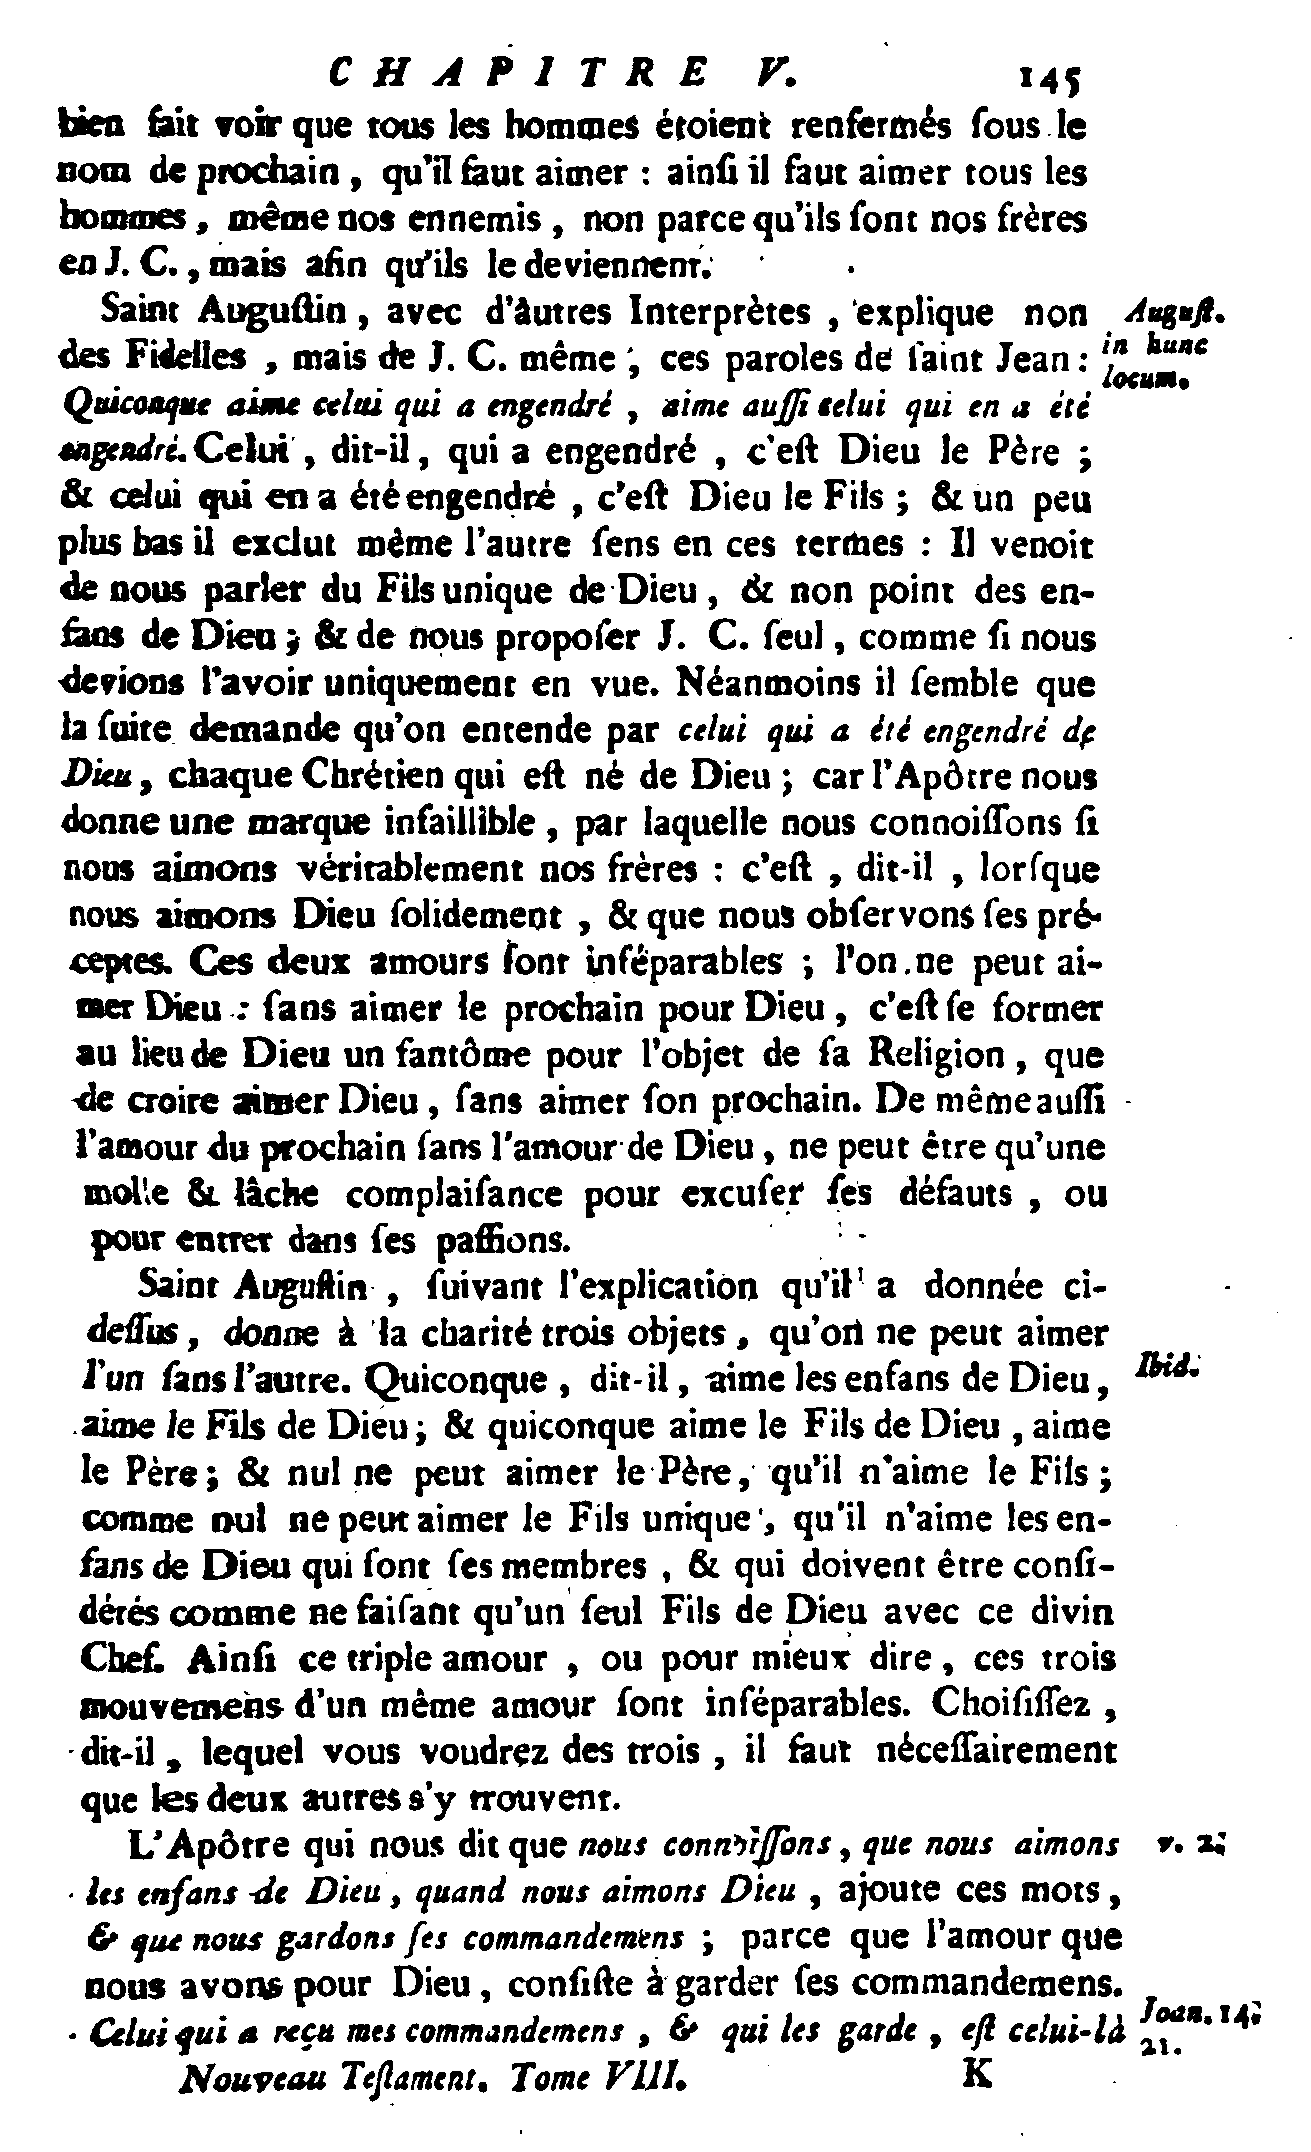 CHAPITRE V. 145
bien fait voir que tous les hommes étoient renfermés ſous le
nom de prochain, qu'il faut aimer : ainſi il faut aimer tous les
hommes, même nos ennemis, non parce qu'ils ſont nos frères
en J. C., mais afin qu'ils le deviennent.
Saint Auguſtin, avec d'autres Interprètes, explique non
Auguſt.
in hunc
locum.
des Fidelles, mais de J. C. même, ces paroles de ſaint Jean :
Quiconque aime celui qui a engendré, aime auſſi celui qui en a été
engendré. Celui, dit-il, qui a engendré, c'eſt Dieu le Père ;
& celui qui en a été engendré, c'eſt Dieu le Fils ; & un peu
plus bas il exclut même l'autre ſens en ces termes : Il venoit
de nous parler du Fils unique de Dieu, & non point des en-
fans de Dieu ; & de nous propoſer J. C. ſeul, comme ſi nous
devions l'avoir uniquement en vue. Néanmoins il ſemble que
la ſuite demande qu'on entende par celui qui a été engendré de
Dieu, chaque Chrétien qui eſt né de Dieu ; car l'Apôtre nous
donne une marque infaillible, par laquelle nous connoiſſons ſi
nous aimons véritablement nos frères : c'eſt, dit-il, lorſque
nous aimons Dieu ſolidement, & que nous obſervons ſes pré-
ceptes. Ces deux amours ſont inſéparables ; l'on ne peut ai-
mer Dieu : ſans aimer le prochain pour Dieu, c'eſt ſe former
au lieu de Dieu un fantôme pour l'objet de ſa Religion, que
de croire aimer Dieu, ſans aimer ſon prochain. De même auſſi
l'amour du prochain ſans l'amour de Dieu, ne peut être qu'une
molle & lâche complaiſance pour excuſer ſes défauts, ou
pour entrer dans ſes paſſions.
Saint Auguſtin, ſuivant l'explication qu'il a donnée ci-
deſſus, donne à la charité trois objets, qu'on ne peut aimer
l'un ſans l'autre. Quiconque, dit-il, aime les enfans de Dieu,
Ibid.
aime le Fils de Dieu ; & quiconque aime le Fils de Dieu, aime
le Père ; & nul ne peut aimer le Père, qu'il n'aime le Fils ;
comme nul ne peut aimer le Fils unique, qu'il n'aime les en-
fans de Dieu qui ſont ſes membres, & qui doivent être conſi-
dérés comme ne faiſant qu'un ſeul Fils de Dieu avec ce divin
Chef. Ainſi ce triple amour, ou pour mieux dire, ces trois
mouvemens d'un même amour ſont inſéparables. Choiſiſſez,
dit-il, lequel vous voudrez des trois, il faut néceſſairement
que les deux autres s'y trouvent.
L'Apôtre qui nous dit que nous connoiſſons, que nous aimons
v. 2.
les enfans de Dieu, quand nous aimons Dieu, ajoute ces mots,
& que nous gardons ſes commandemens ; parce que l'amour que
nous avons pour Dieu, conſiſte à garder ſes commandemens.
Celui qui a reçu mes commandemens, & qui les garde, eſt celui-là
Joan. 14.
21.
Nouveau Teſtament. Tome VIII. K